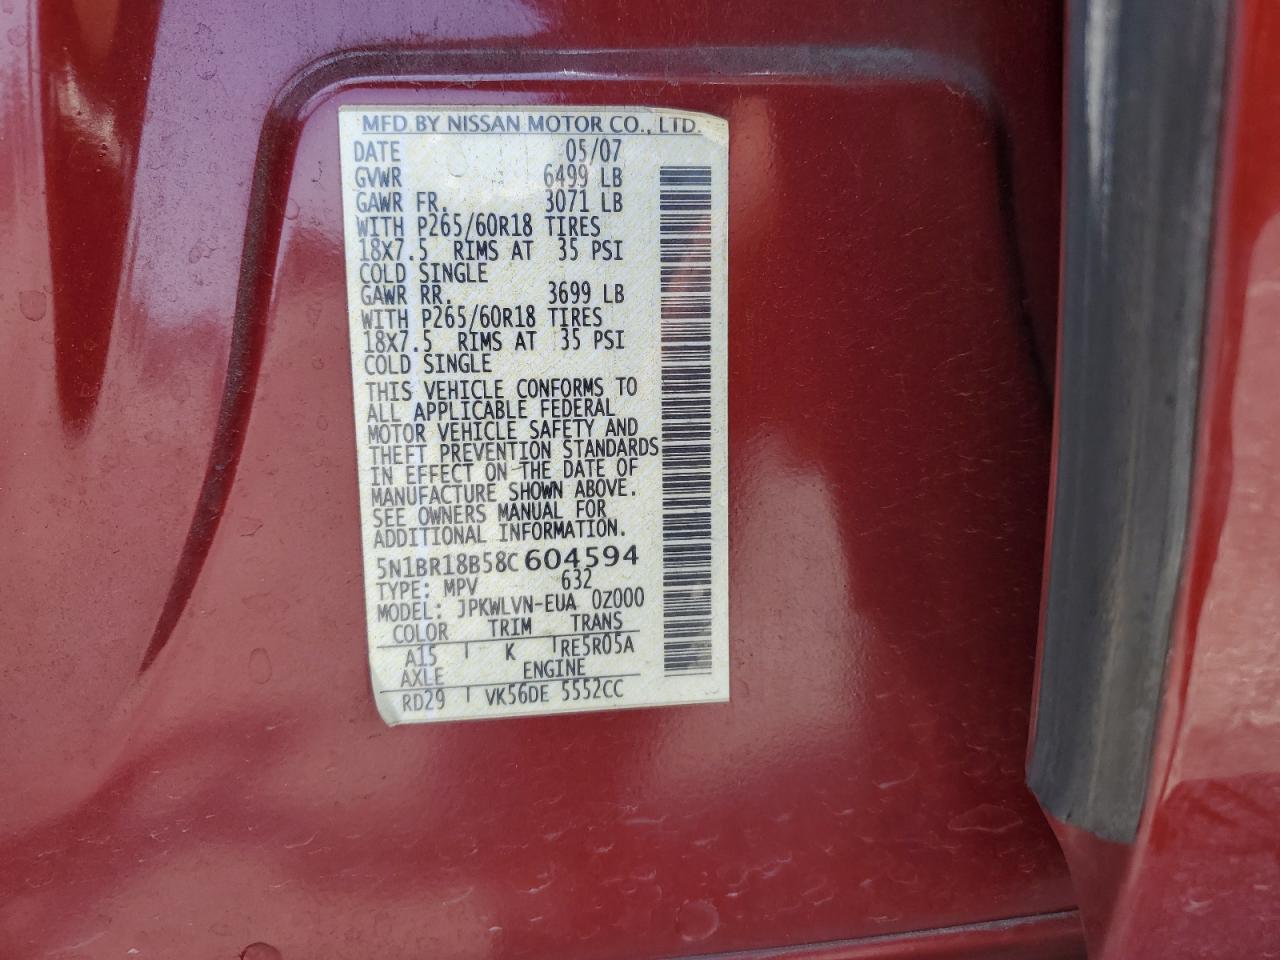 MFD BY NISSAN MOTOR CO., LTD.
DATE 05/07
GVWR 6499 LB
GAWR FR. 3071 LB
WITH P265/60R18 TIRES
18X7.5 RIMS AT 35 PSI
COLD SINGLE
GAWR RR. 3699 LB
WITH P265/60R18 TIRES
18X7.5 RIMS AT 35 PSI
COLD SINGLE
THIS VEHICLE CONFORMS TO
ALL APPLICABLE FEDERAL
MOTOR VEHICLE SAFETY AND
THEFT PREVENTION STANDARDS
IN EFFECT ON THE DATE OF
MANUFACTURE SHOWN ABOVE.
SEE OWNERS MANUAL FOR
ADDITIONAL INFORMATION.
5N1BR18B58C604594
TYPE: MPV 632
MODEL: JPKWLVN-EUA 0Z000
COLOR TRIM TRANS
A15 K RE5R05A
AXLE ENGINE
RD29 VK56DE 5552CC